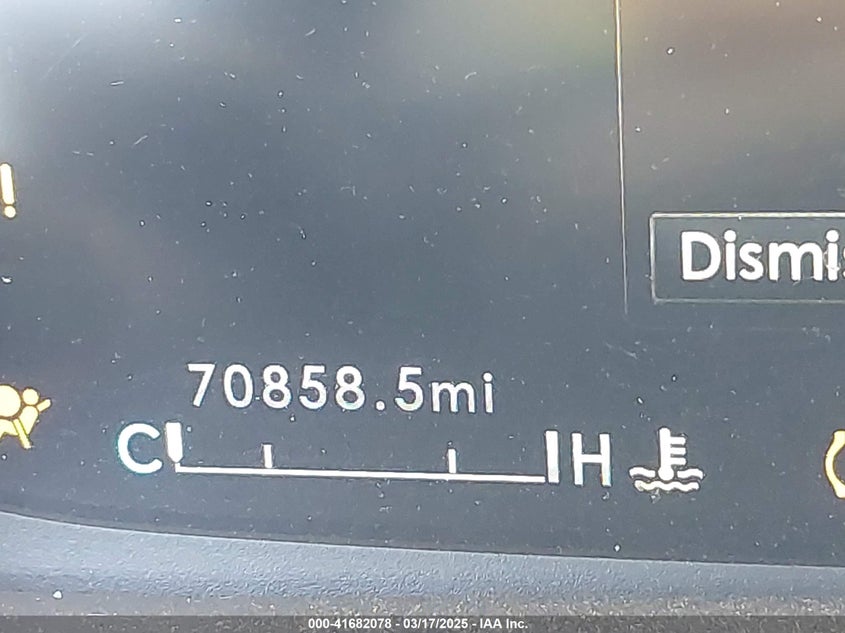 Dismis
70858.5mi
C H
000-41682078 - 03/17/2025 - IAA Inc.